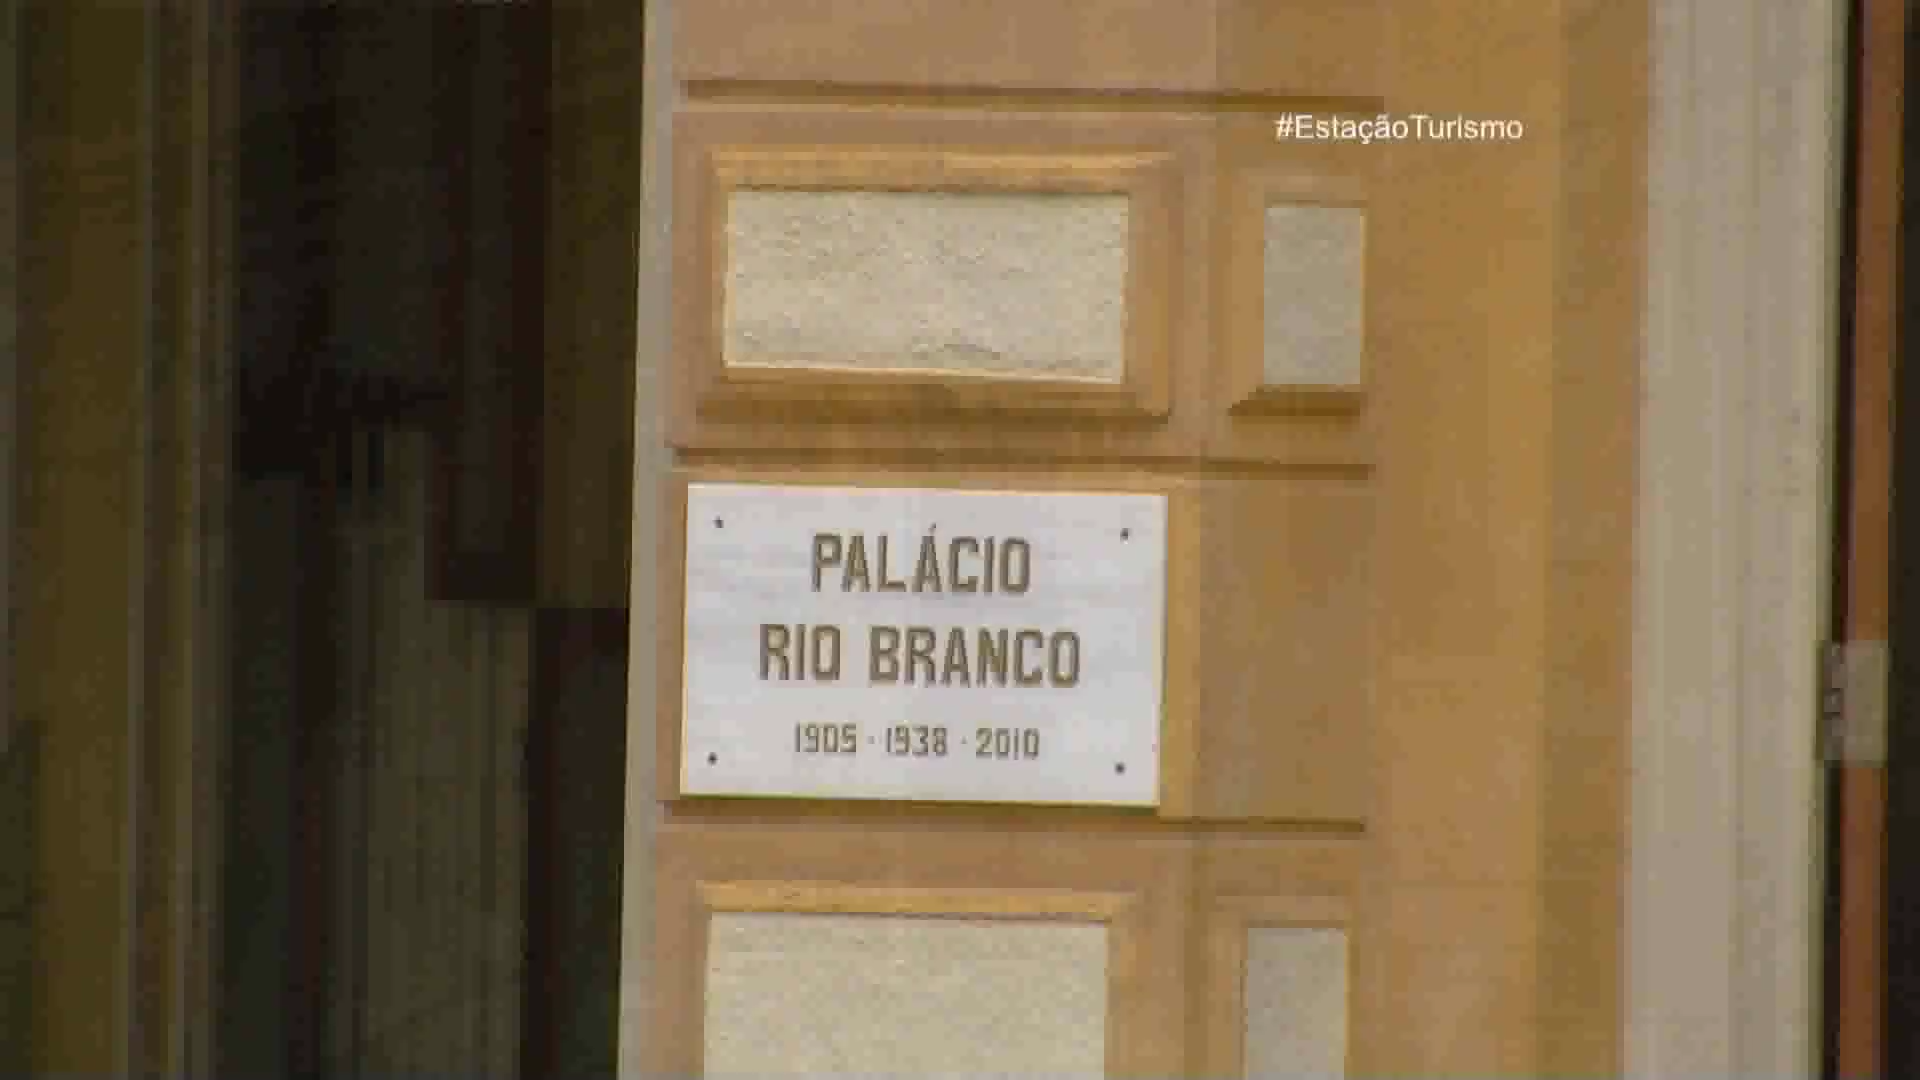 #EstaçãoTurismo
PALÁCIO
RIO BRANCO
1905 · 1938 · 2010